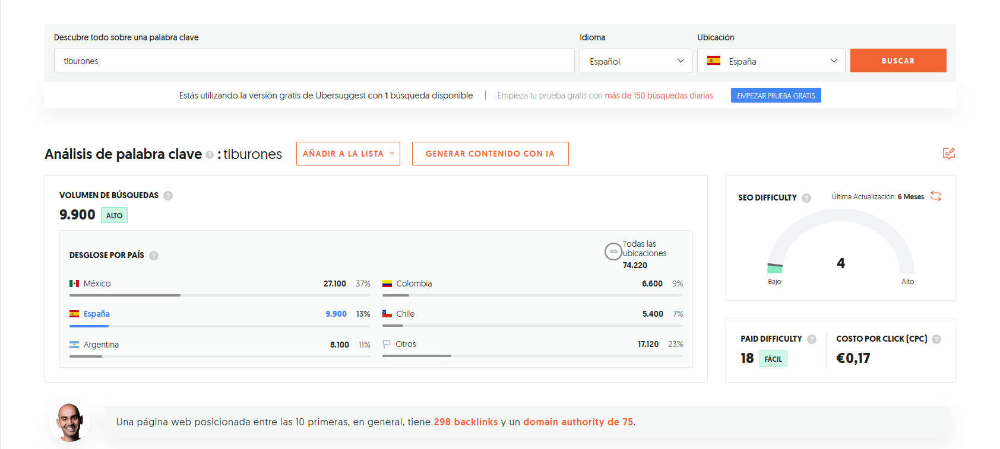 Descubre todo sobre una palabra clave
Idioma
Ubicación
tiburones
Español
España
BUSCAR
Estás utilizando la versión gratis de Ubersuggest con 1 búsqueda disponible
Empieza tu prueba gratis con más de 150 búsquedas diarias
EMPEZAR PRUEBA GRATIS
Análisis de palabra clave ? : tiburones
AÑADIR A LA LISTA
GENERAR CONTENIDO CON IA
VOLUMEN DE BÚSQUEDAS ?
9.900 ALTO
DESGLOSE POR PAÍS ?
100%
Todas las
ubicaciones
74.220
México 27.100 37%
Colombia 6.600 9%
España 9.900 13%
Chile 5.400 7%
Argentina 8.100 11%
Otros 17.120 23%
SEO DIFFICULTY ?
Última Actualización: 6 Meses
4
Bajo
Alto
PAID DIFFICULTY ?
18 FÁCIL
COSTO POR CLICK (CPC) ?
€0,17
Una página web posicionada entre las 10 primeras, en general, tiene 298 backlinks y un domain authority de 75.